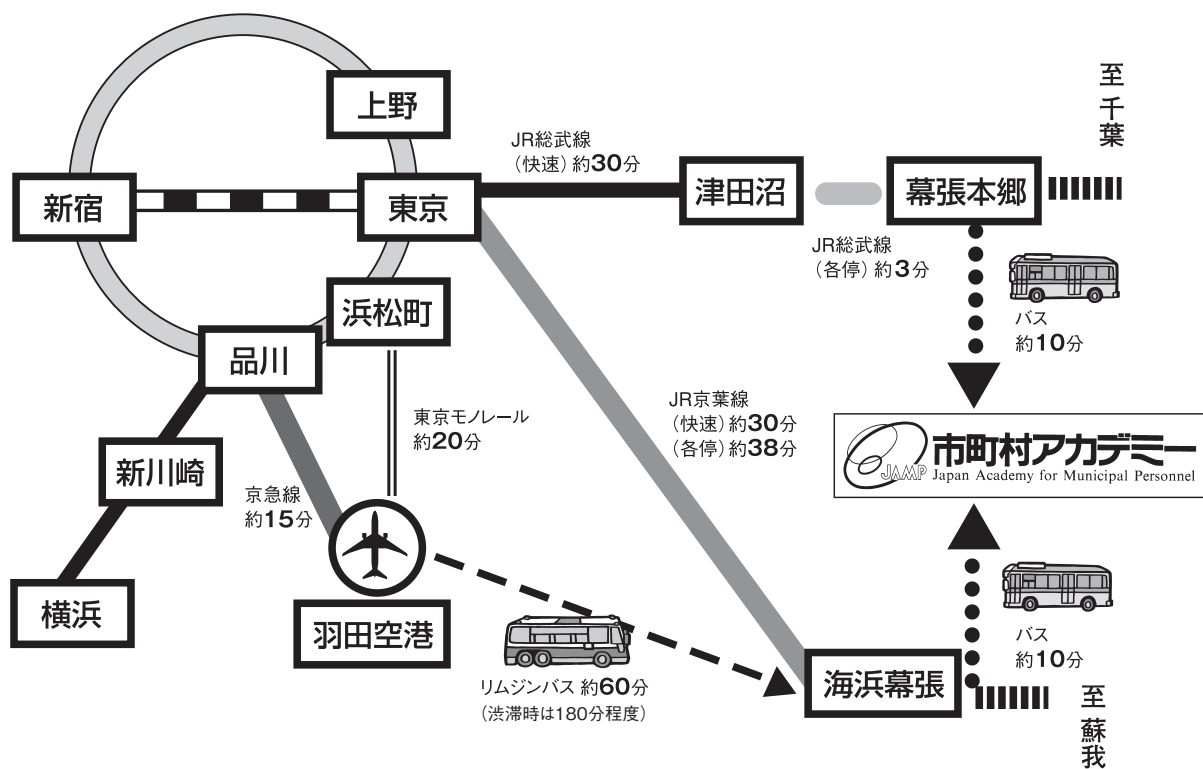 上野
新宿
東京
浜松町
品川
新川崎
横浜
羽田空港
京急線
約15分
東京モノレール
約20分
JR総武線
(快速)約30分
津田沼
JR総武線
(各停)約3分
幕張本郷
至 千葉
バス
約10分
市町村アカデミー
JAMP
Japan Academy for Municipal Personnel
JR京葉線
(快速)約30分
(各停)約38分
リムジンバス 約60分
(渋滞時は180分程度)
海浜幕張
バス
約10分
至 蘇我